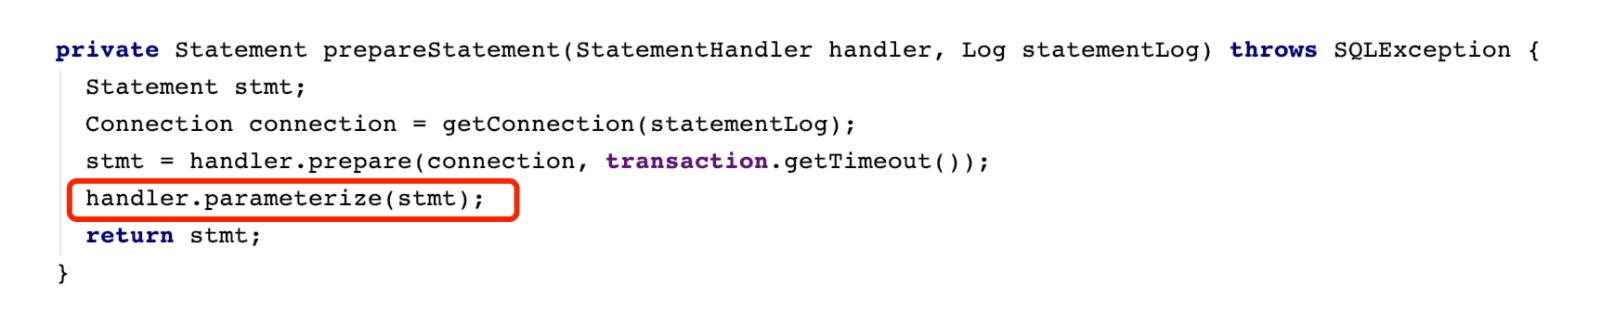 private Statement prepareStatement(StatementHandler handler, Log statementLog) throws SQLException {
Statement stmt;
Connection connection = getConnection(statementLog);
stmt = handler.prepare(connection, transaction.getTimeout());
handler.parameterize(stmt);
return stmt;
}